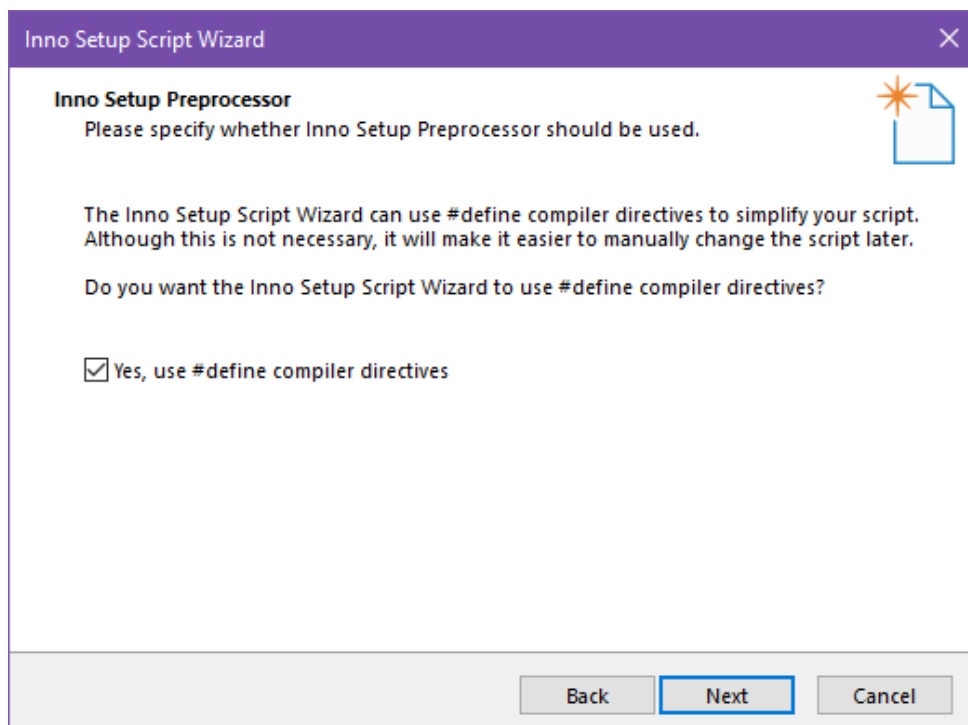 Inno Setup Script Wizard
Inno Setup Preprocessor
Please specify whether Inno Setup Preprocessor should be used.
The Inno Setup Script Wizard can use #define compiler directives to simplify your script.
Although this is not necessary, it will make it easier to manually change the script later.
Do you want the Inno Setup Script Wizard to use #define compiler directives?
Yes, use #define compiler directives
Back Next Cancel